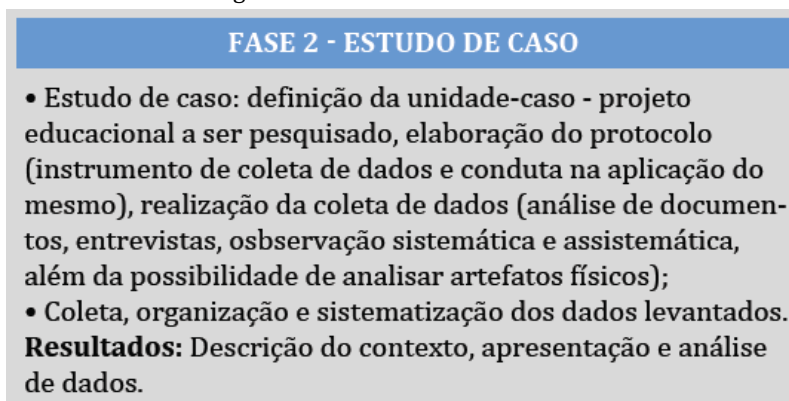 FASE 2 - ESTUDO DE CASO
• Estudo de caso: definição da unidade-caso - projeto
educacional a ser pesquisado, elaboração do protocolo
(instrumento de coleta de dados e conduta na aplicação do
mesmo), realização da coleta de dados (análise de documen-
tos, entrevistas, osbservação sistemática e assistemática,
além da possibilidade de analisar artefatos físicos);
• Coleta, organização e sistematização dos dados levantados.
Resultados: Descrição do contexto, apresentação e análise
de dados.